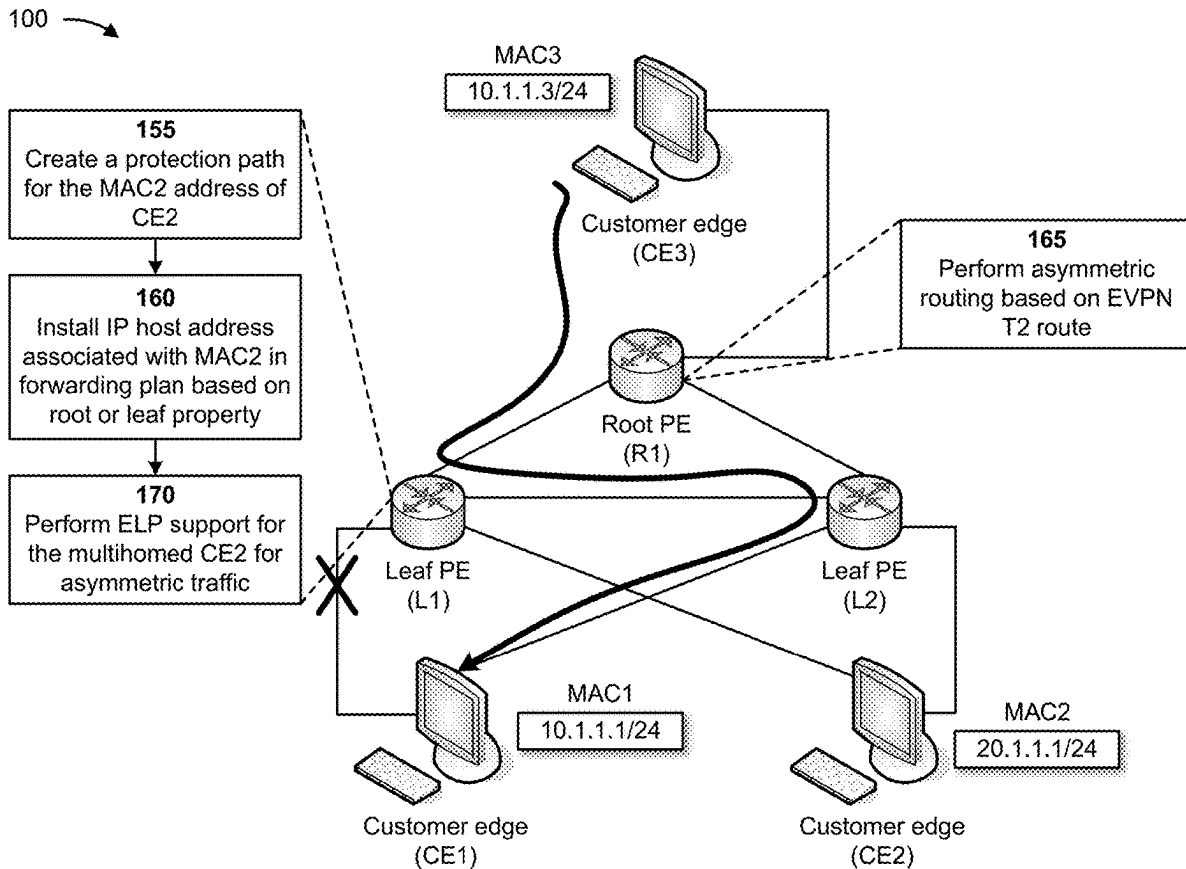 100
MAC3
10.1.1.3/24
155
Create a protection path
for the MAC2 address of
CE2
Customer edge
(CE3)
165
Perform asymmetric
routing based on EVPN
T2 route
160
Install IP host address
associated with MAC2 in
forwarding plan based on
root or leaf property
Root PE
(R1)
170
Perform ELP support for
the multihomed CE2 for
asymmetric traffic
Leaf PE
(L1)
Leaf PE
(L2)
MAC1
10.1.1.1/24
MAC2
20.1.1.1/24
Customer edge
(CE1)
Customer edge
(CE2)